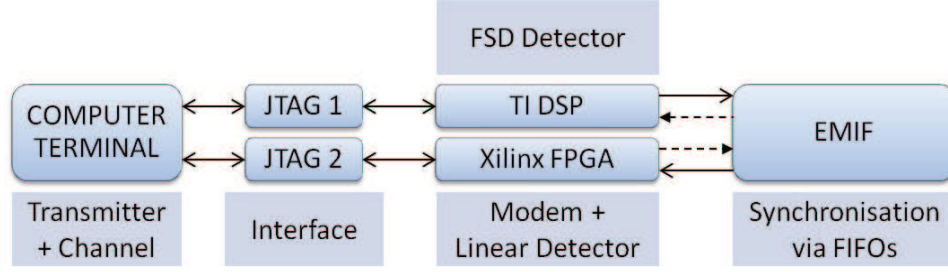 FSD Detector
COMPUTER
TERMINAL
JTAG 1
TI DSP
EMIF
JTAG 2
Xilinx FPGA
Transmitter
+ Channel
Interface
Modem +
Linear Detector
Synchronisation
via FIFOs